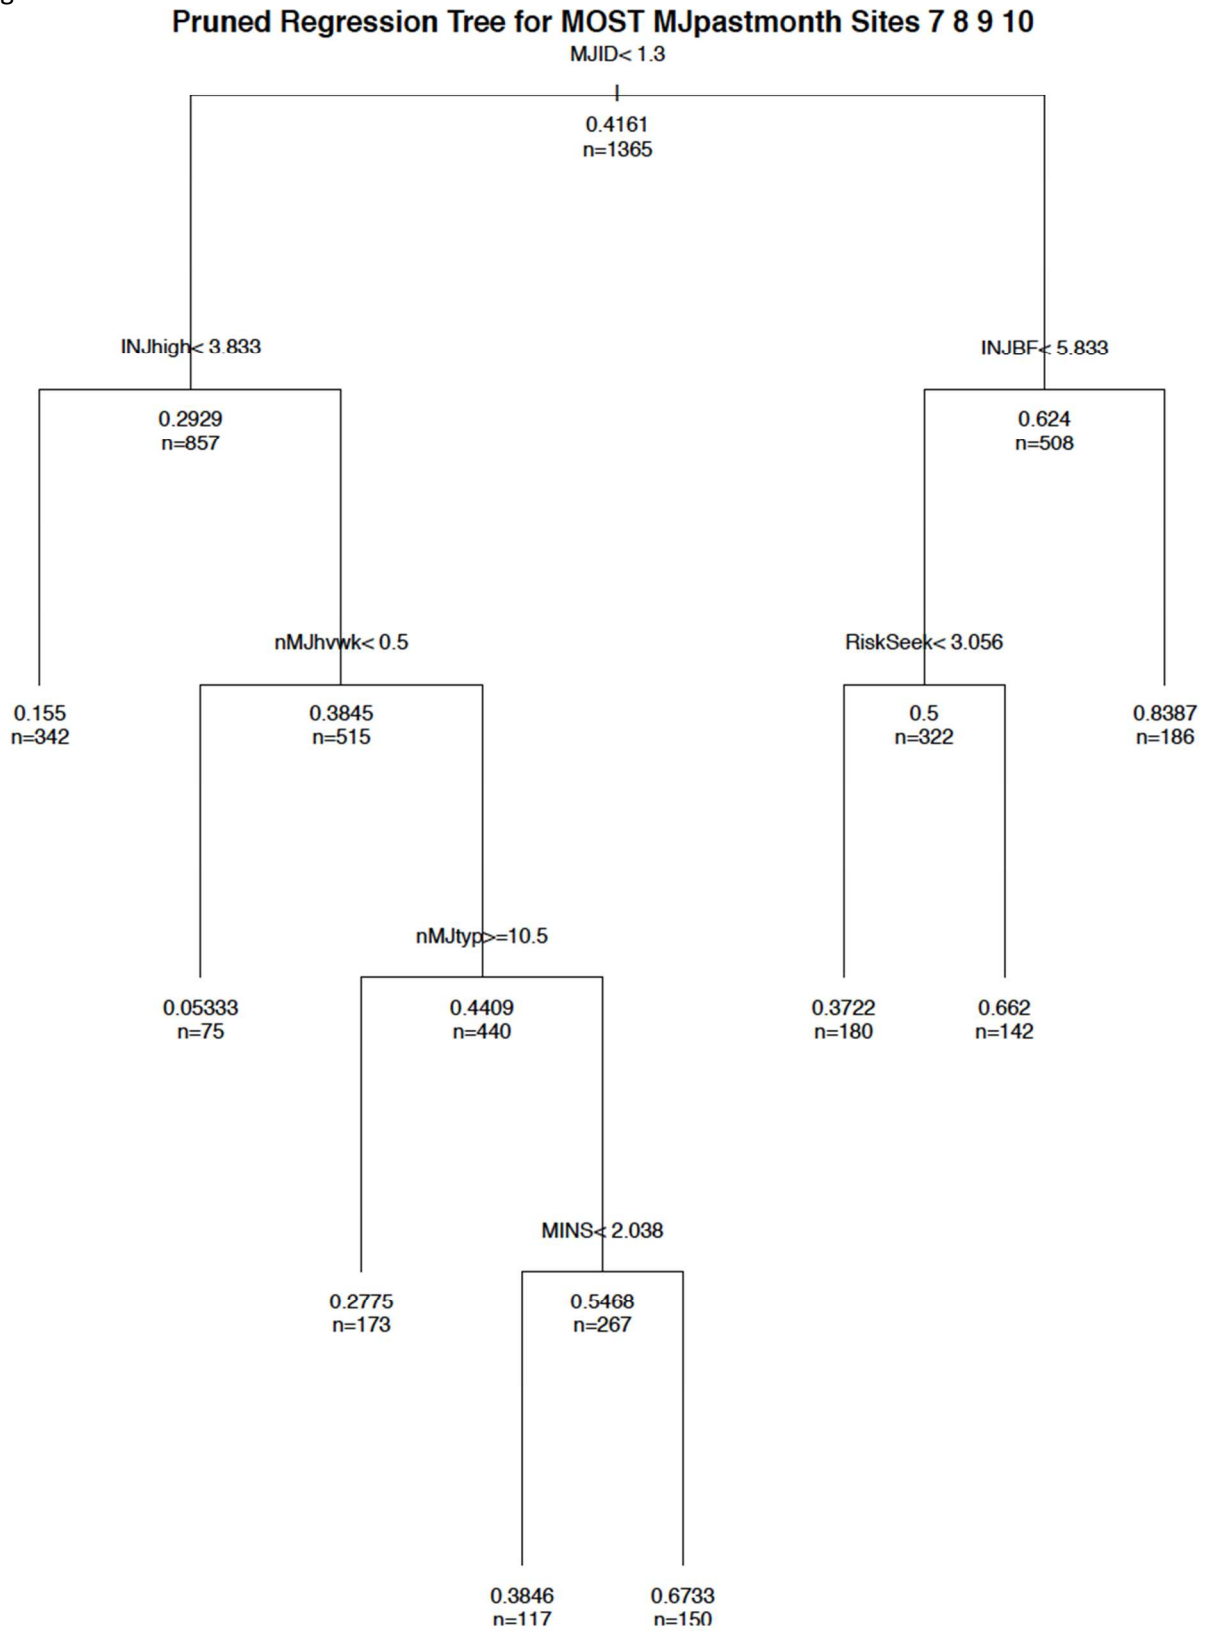 Pruned Regression Tree for MOST MJpastmonth Sites 7 8 9 10
MJID< 1.3
0.4161
n=1365
INJhigh< 3.833
INJBF< 5.833
0.2929
n=857
0.624
n=508
nMJhvwk< 0.5
RiskSeek< 3.056
0.155
n=342
0.3845
n=515
0.5
n=322
0.8387
n=186
nMJtyp>=10.5
0.05333
n=75
0.4409
n=440
0.3722
n=180
0.662
n=142
MINS< 2.038
0.2775
n=173
0.5468
n=267
0.3846
n=117
0.6733
n=150